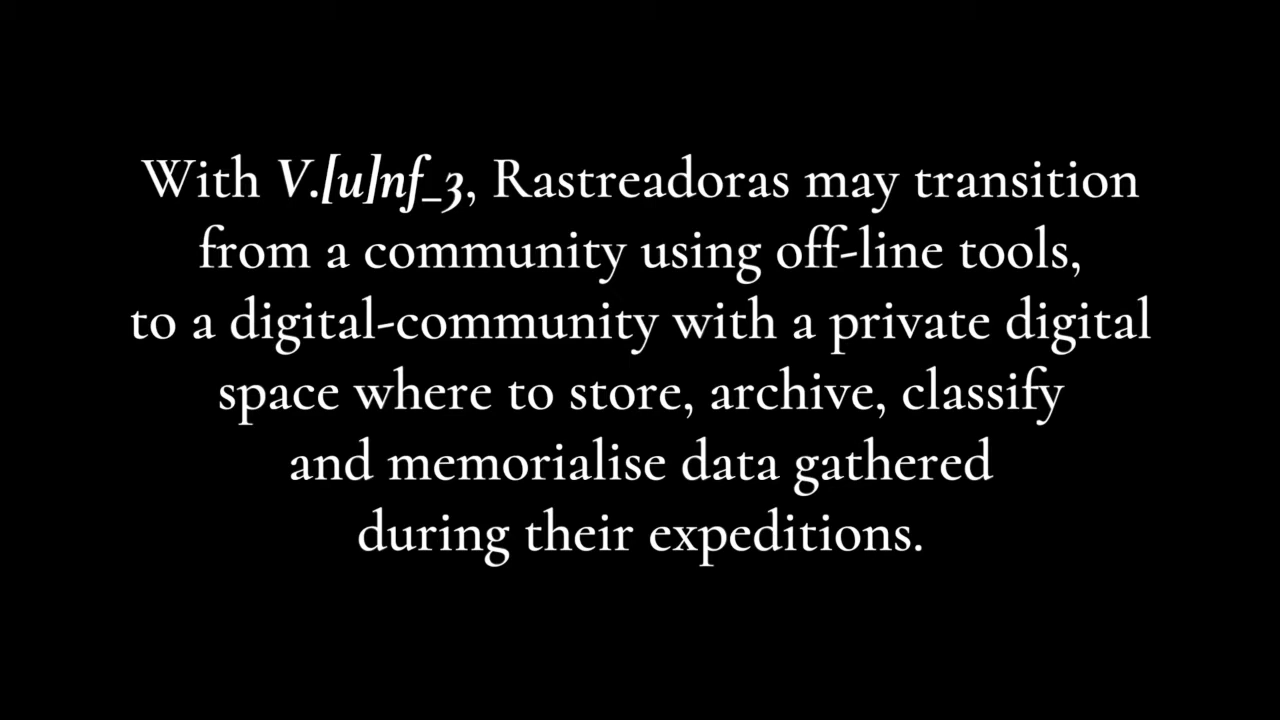 With V.[u]nf_3, Rastreadoras may transition
from a community using off-line tools,
to a digital-community with a private digital
space where to store, archive, classify
and memorialise data gathered
during their expeditions.